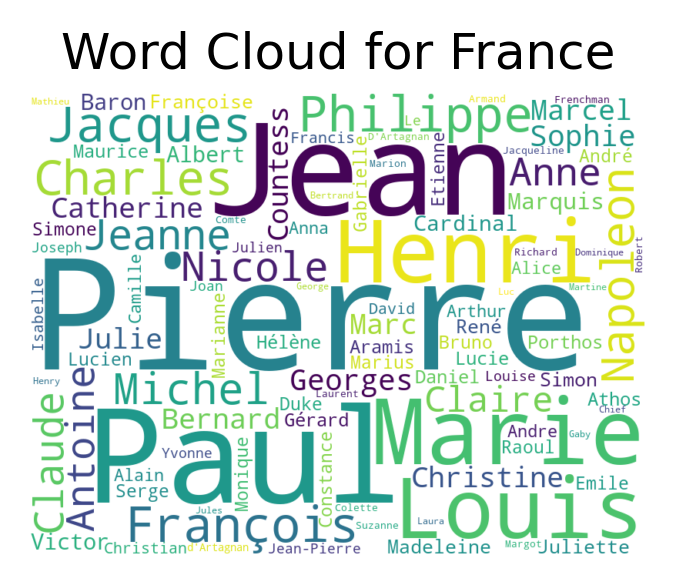 Word Cloud for France
Mathieu Baron Françoise Armand Frenchman
Jacques Countess Philippe Le Marcel
Jean Francis D'Artagnan Sophie
Maurice Albert Gabrielle Marion Etienne Jacqueline André
Charles Bertrand Anne
Catherine Comte Anna Cardinal Marquis Napoleon
Simone Jeanne Henri
Joseph Julien Richard Dominique Robert
Isabelle Camille Nicole Joan George Alice Luc Martine
Pierre Marianne David Arthur
Julie Hélène Marc René Bruno Porthos
Lucien Aramis Marius Lucie
Henry Michel Georges Daniel Louise Simon
Claude Antoine Duke Laurent Claire Athos
Paul Bernard Gérard Marie Chief
Yvonne Andre Gaby
Alain Monique Constance Raoul
Serge Christine Emile
François Jules Colette Louis
Suzanne Laura
Victor Christian d'Artagnan Jean-Pierre Madeleine Margot Juliette